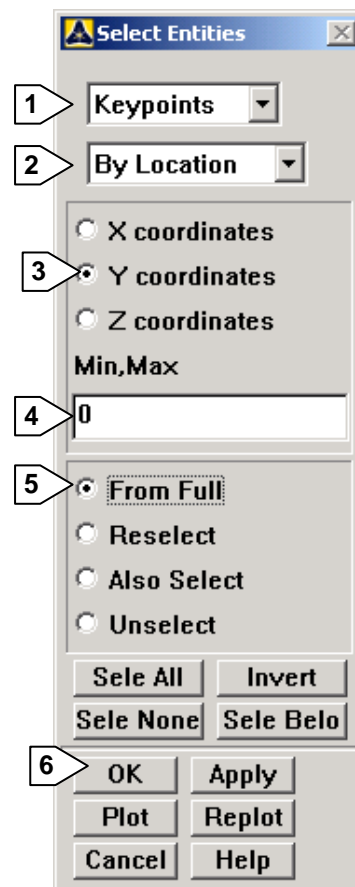 Select Entities
1 Keypoints
2 By Location
X coordinates
3 Y coordinates
Z coordinates
Min,Max
4 0
5 From Full
Reselect
Also Select
Unselect
Sele All Invert
Sele None Sele Belo
6 OK Apply
Plot Replot
Cancel Help